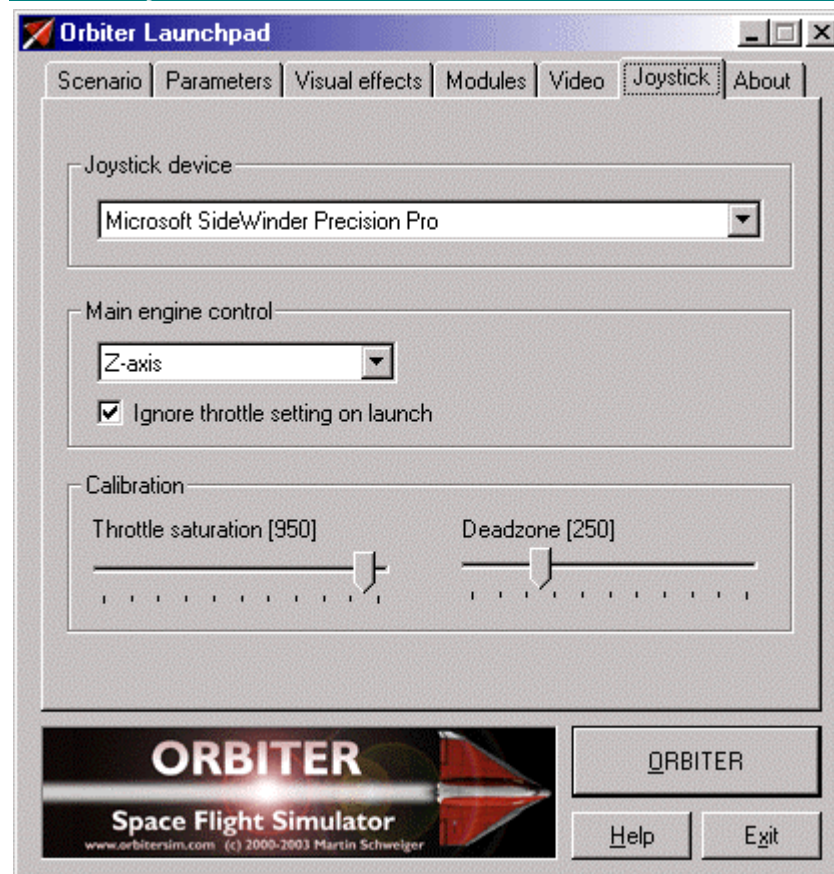 Orbiter Launchpad
Scenario Parameters Visual effects Modules Video Joystick About
Joystick device
Microsoft SideWinder Precision Pro
Main engine control
Z-axis
Ignore throttle setting on launch
Calibration
Throttle saturation [950] Deadzone [250]
ORBITER
Space Flight Simulator
www.orbitersim.com (c) 2000-2003 Martin Schweiger
ORBITER
Help Exit